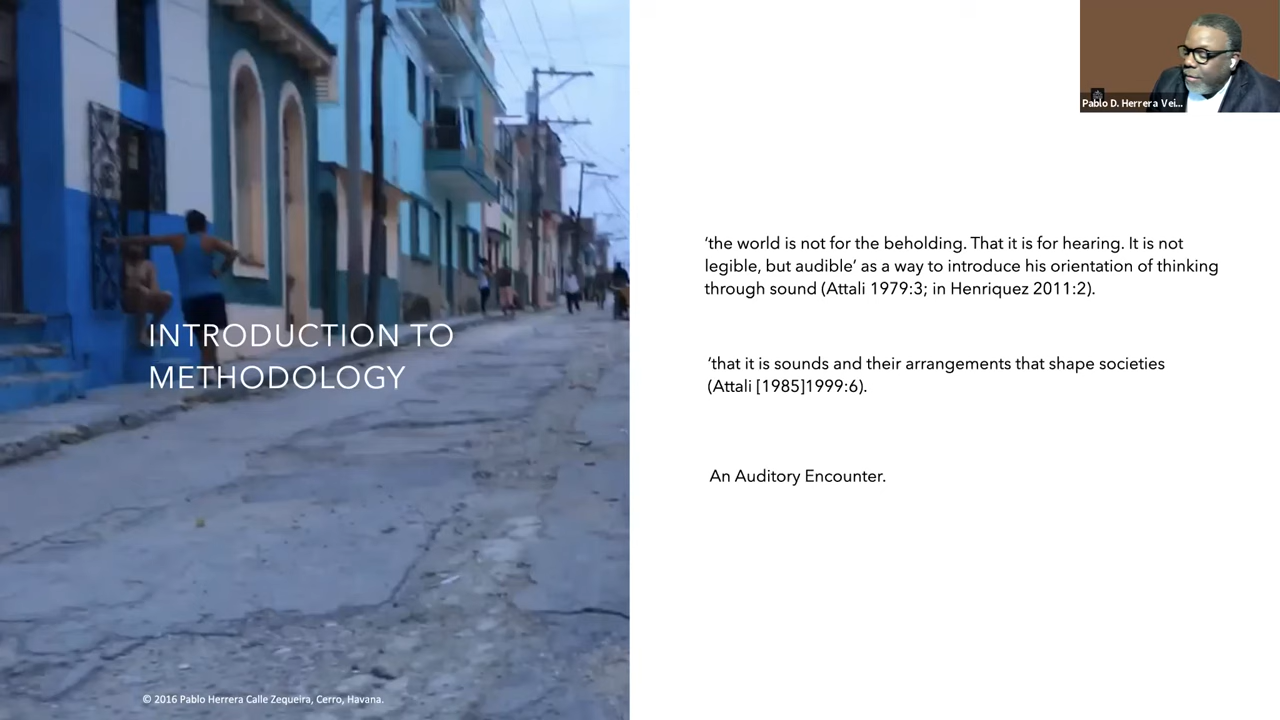 Pablo D. Herrera Vei...
INTRODUCTION TO
METHODOLOGY
‘the world is not for the beholding. That it is for hearing. It is not
legible, but audible’ as a way to introduce his orientation of thinking
through sound (Attali 1979:3; in Henriquez 2011:2).
‘that it is sounds and their arrangements that shape societies
(Attali [1985]1999:6).
An Auditory Encounter.
© 2016 Pablo Herrera Calle Zequeira, Cerro, Havana.